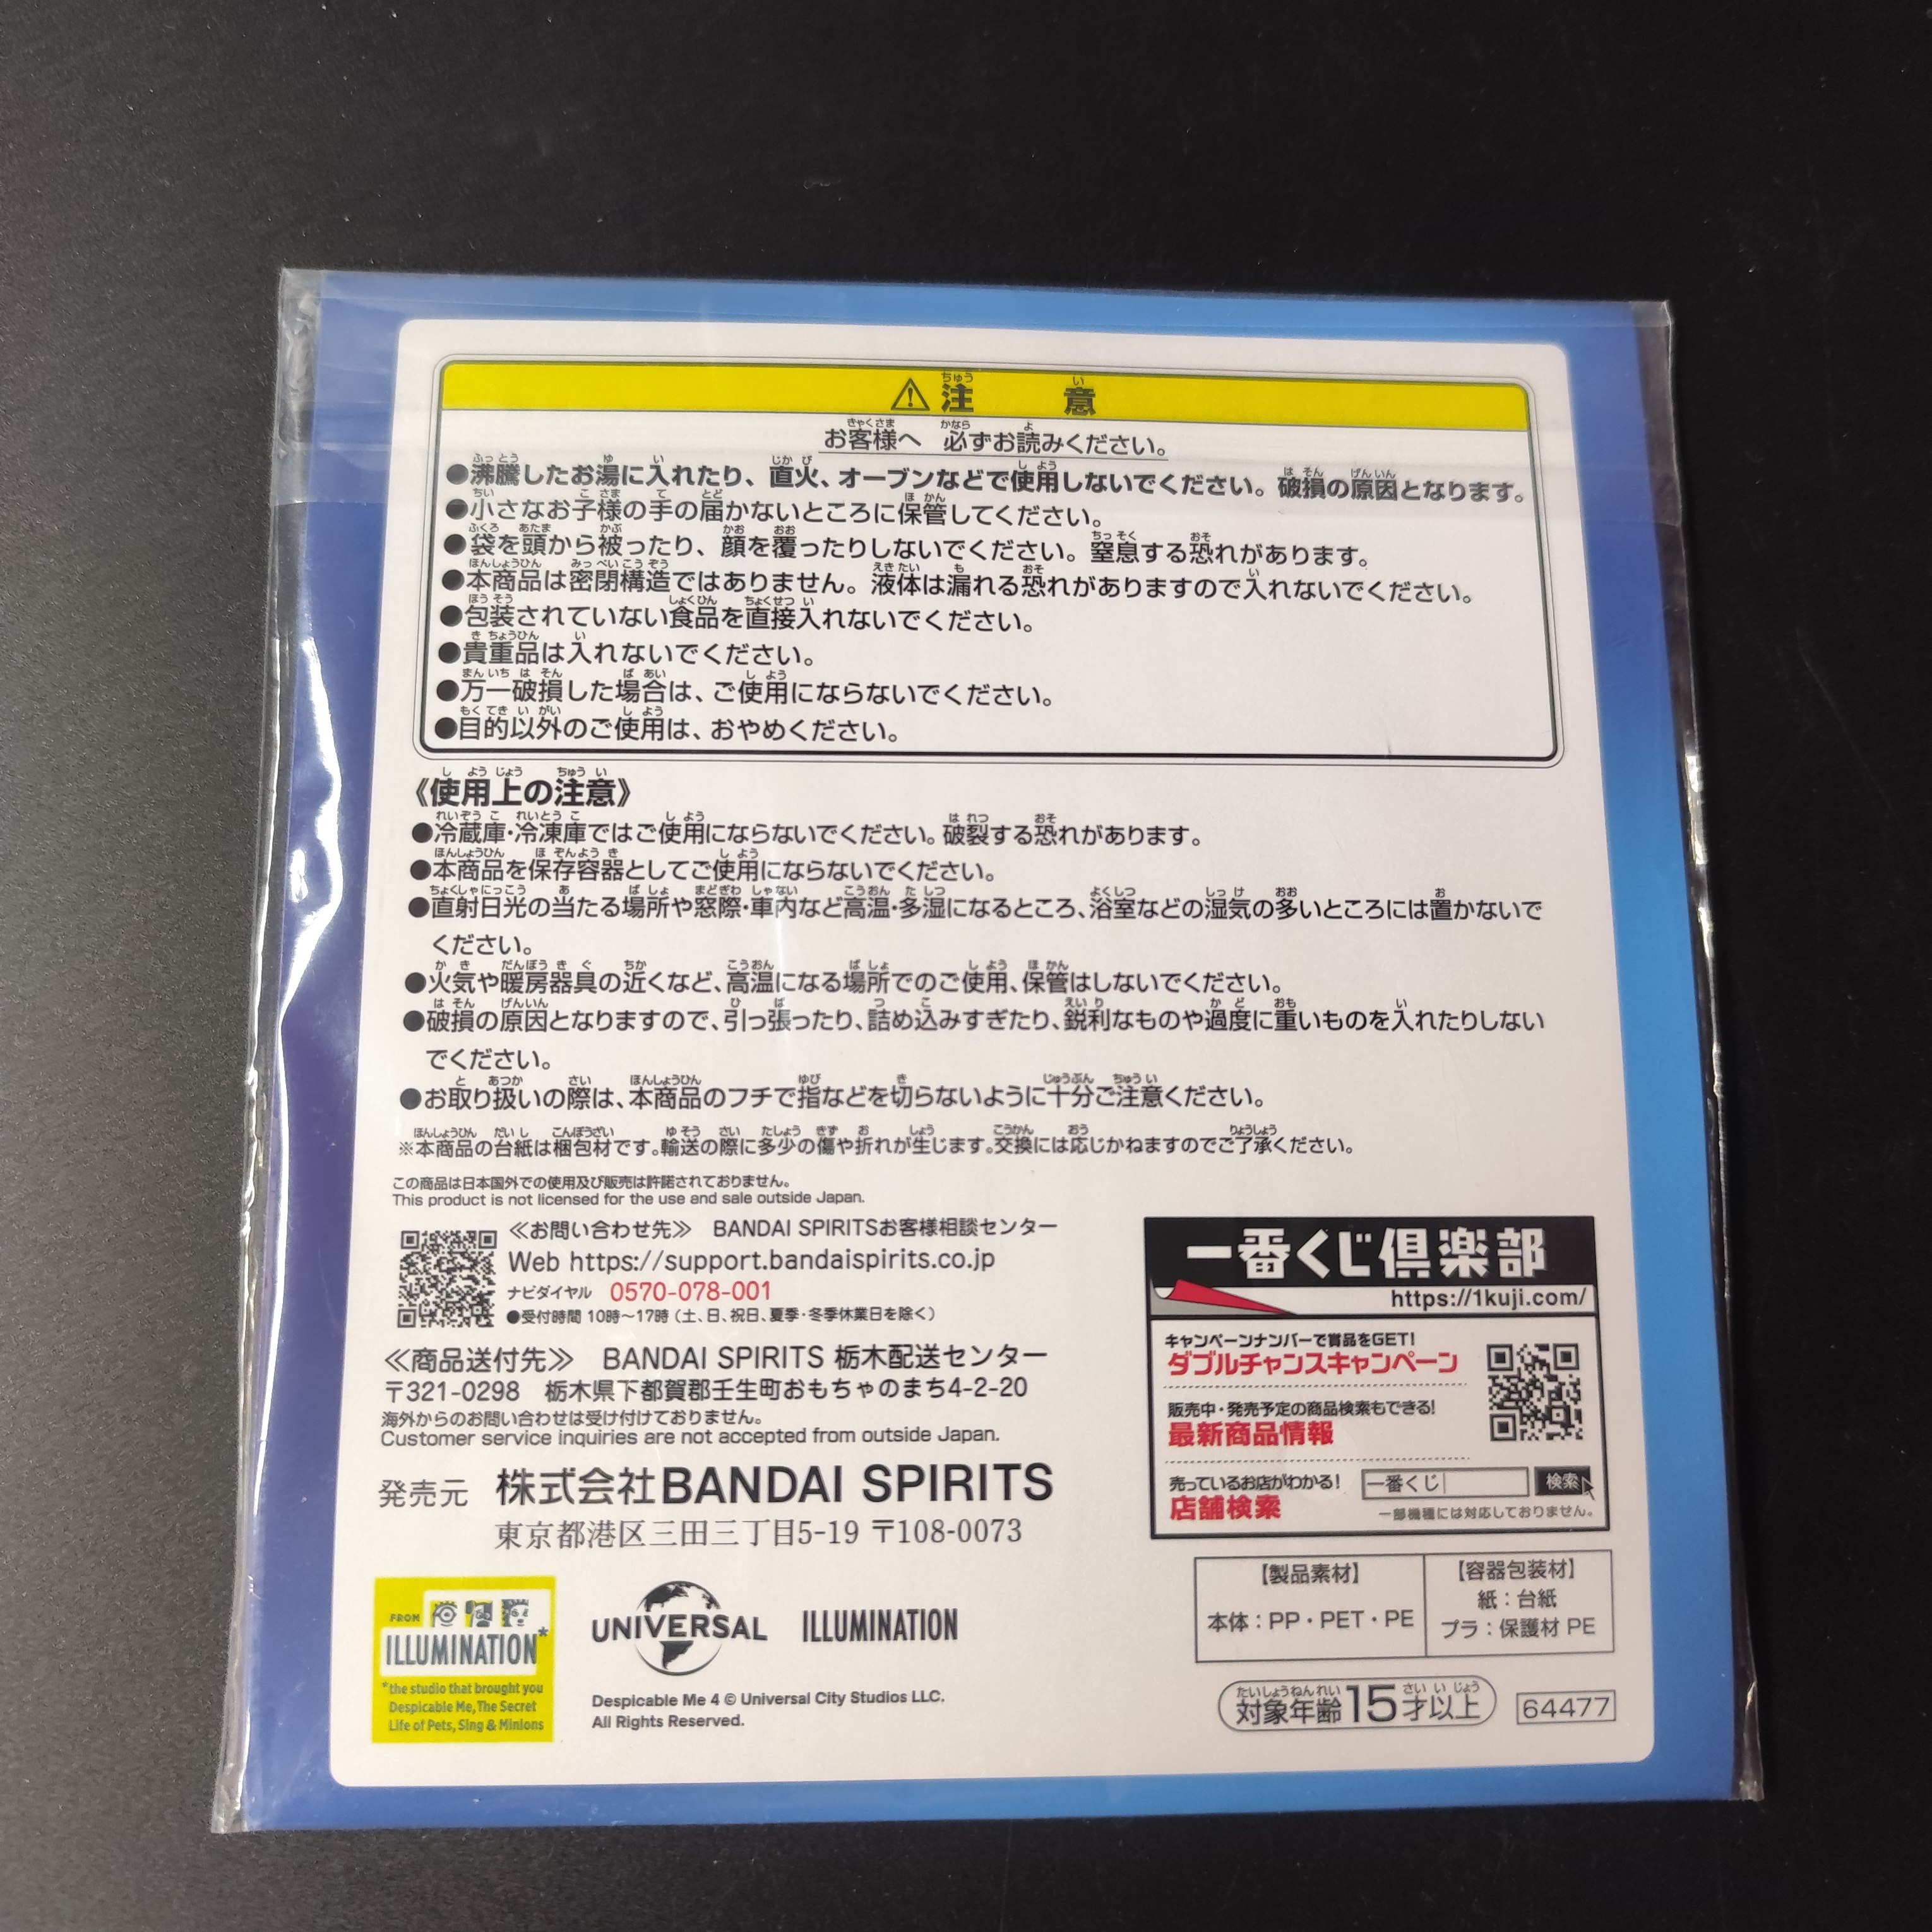 ⚠注意
お客様へ 必ずお読みください。
●沸騰したお湯に入れたり、直火、オーブンなどで使用しないでください。破損の原因となります。
●小さなお子様の手の届かないところに保管してください。
●袋を頭から被ったり、顔を覆ったりしないでください。窒息する恐れがあります。
●本商品は密閉構造ではありません。液体は漏れる恐れがありますので入れないでください。
●包装されていない食品を直接入れないでください。
●貴重品は入れないでください。
●万一破損した場合は、ご使用にならないでください。
●目的以外のご使用は、おやめください。
《使用上の注意》
●冷蔵庫・冷凍庫ではご使用にならないでください。破裂する恐れがあります。
●本商品を保存容器としてご使用にならないでください。
●直射日光の当たる場所や窓際・車内など高温・多湿になるところ、浴室などの湿気の多いところには置かないで
ください。
●火気や暖房器具の近くなど、高温になる場所でのご使用、保管はしないでください。
●破損の原因となりますので、引っ張ったり、詰め込みすぎたり、鋭利なものや過度に重いものを入れたりしない
でください。
●お取り扱いの際は、本商品のフチで指などを切らないように十分ご注意ください。
※本商品の台紙は梱包材です。輸送の際に多少の傷や折れが生じます。交換には応じかねますのでご了承ください。
この商品は日本国外での使用及び販売は許諾されておりません。
This product is not licensed for the use and sale outside Japan.
≪お問い合わせ先≫ BANDAI SPIRITSお客様相談センター
Web https://support.bandaispirits.co.jp
ナビダイヤル 0570-078-001
●受付時間 10時〜17時（土、日、祝日、夏季・冬季休業日を除く）
≪商品送付先≫ BANDAI SPIRITS 栃木配送センター
〒321-0298 栃木県下都賀郡壬生町おもちゃのまち4-2-20
海外からのお問い合わせは受け付けておりません。
Customer service inquiries are not accepted from outside Japan.
発売元 株式会社BANDAI SPIRITS
東京都港区三田三丁目5-19 〒108-0073
一番くじ倶楽部
https://1kuji.com/
キャンペーンナンバーで賞品をGET!
ダブルチャンスキャンペーン
販売中・発売予定の商品検索もできる!
最新商品情報
売っているお店がわかる!
店舗検索
一番くじ 検索
一部機種には対応しておりません。
FROM
ILLUMINATION*
*the studio that brought you
Despicable Me, The Secret
Life of Pets, Sing & Minions
UNIVERSAL ILLUMINATION
Despicable Me 4 © Universal City Studios LLC.
All Rights Reserved.
【製品素材】
本体：PP・PET・PE
【容器包装材】
紙：台紙
プラ：保護材 PE
対象年齢15才以上
64477